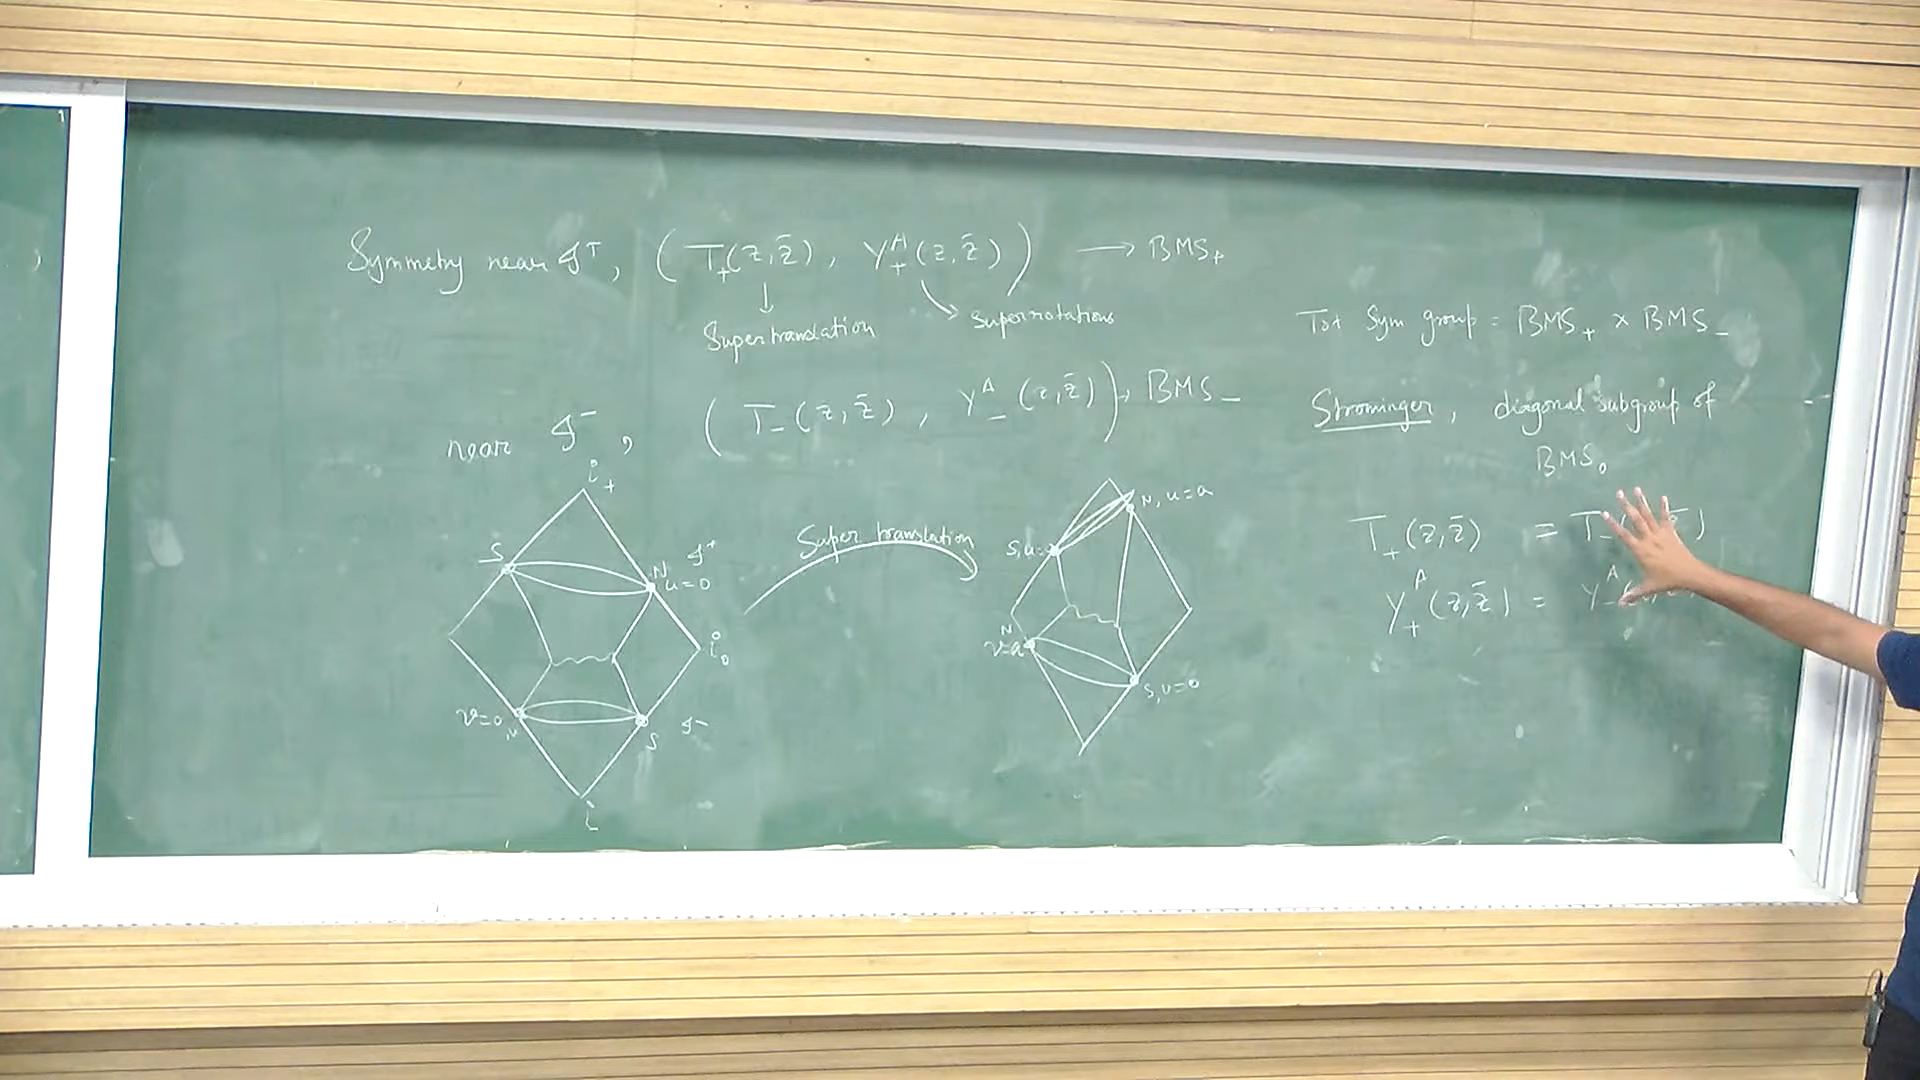 Symmetry near 𝓘⁺, ( T₊(z,z̄), Y₊ᴬ(z,z̄) ) → BMS₊
↓ Supertranslation
↘ Superrotations
near 𝓘⁻, ( T₋(z,z̄), Y₋ᴬ(z,z̄) ), BMS₋
i₊
S
N
u=0
𝓘⁺
i₀
v=0,
S
𝓘⁻
i
Super translation
N, u=a
S, u=
N
v=a
S, v=0
Tot Sym group = BMS₊ × BMS₋
Strominger, diagonal subgroup of
BMS₀
T₊(z,z̄) = T₋( )
Y₊ᴬ(z,z̄) = Y₋ᴬ(